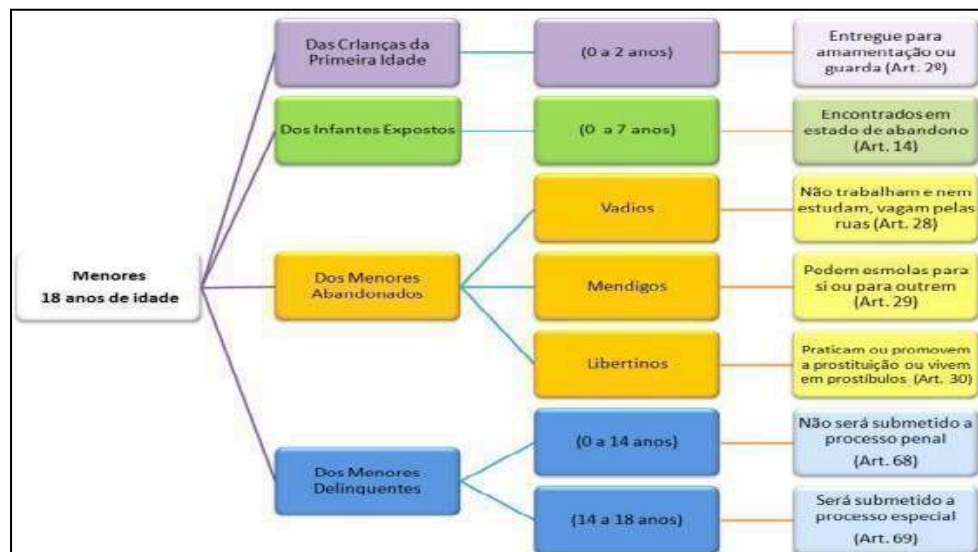 Menores
18 anos de idade
Das Crianças da
Primeira Idade
(0 a 2 anos)
Entregue para
amamentação ou
guarda (Art. 2º)
Dos Infantes Expostos
(0 a 7 anos)
Encontrados em
estado de abandono
(Art. 14)
Dos Menores
Abandonados
Vadios
Não trabalham e nem
estudam, vagam pelas
ruas (Art. 28)
Mendigos
Pedem esmolas para
si ou para outrem
(Art. 29)
Libertinos
Praticam ou promovem
a prostituição ou vivem
em prostíbulos (Art. 30)
Dos Menores
Delinquentes
(0 a 14 anos)
Não será submetido a
processo penal
(Art. 68)
(14 a 18 anos)
Será submetido a
processo especial
(Art. 69)